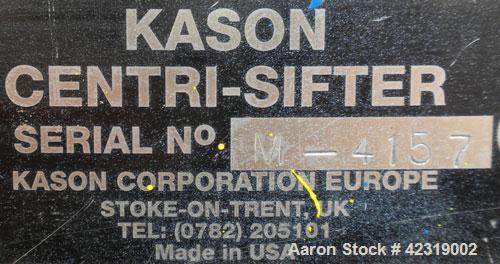 KASON
CENTRI-SIFTER
SERIAL NO. M-4157
KASON CORPORATION EUROPE
STOKE-ON-TRENT, UK
TEL: (0782) 205101
Made in USA
Aaron Stock # 42319002